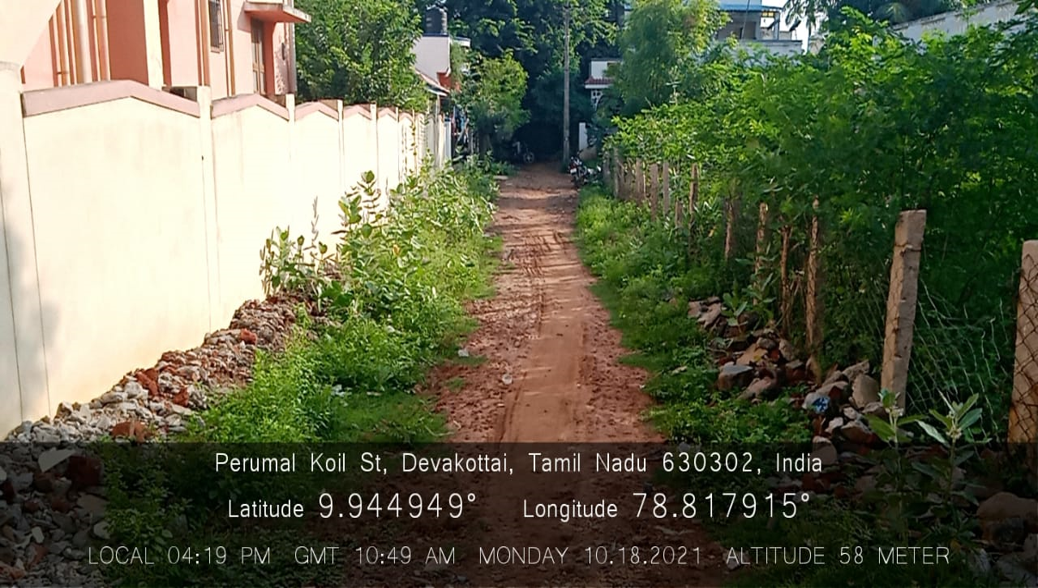 Perumal Koil St, Devakottai, Tamil Nadu 630302, India
Latitude 9.944949° Longitude 78.817915°
LOCAL 04:19 PM GMT 10:49 AM MONDAY 10.18.2021 ALTITUDE 58 METER